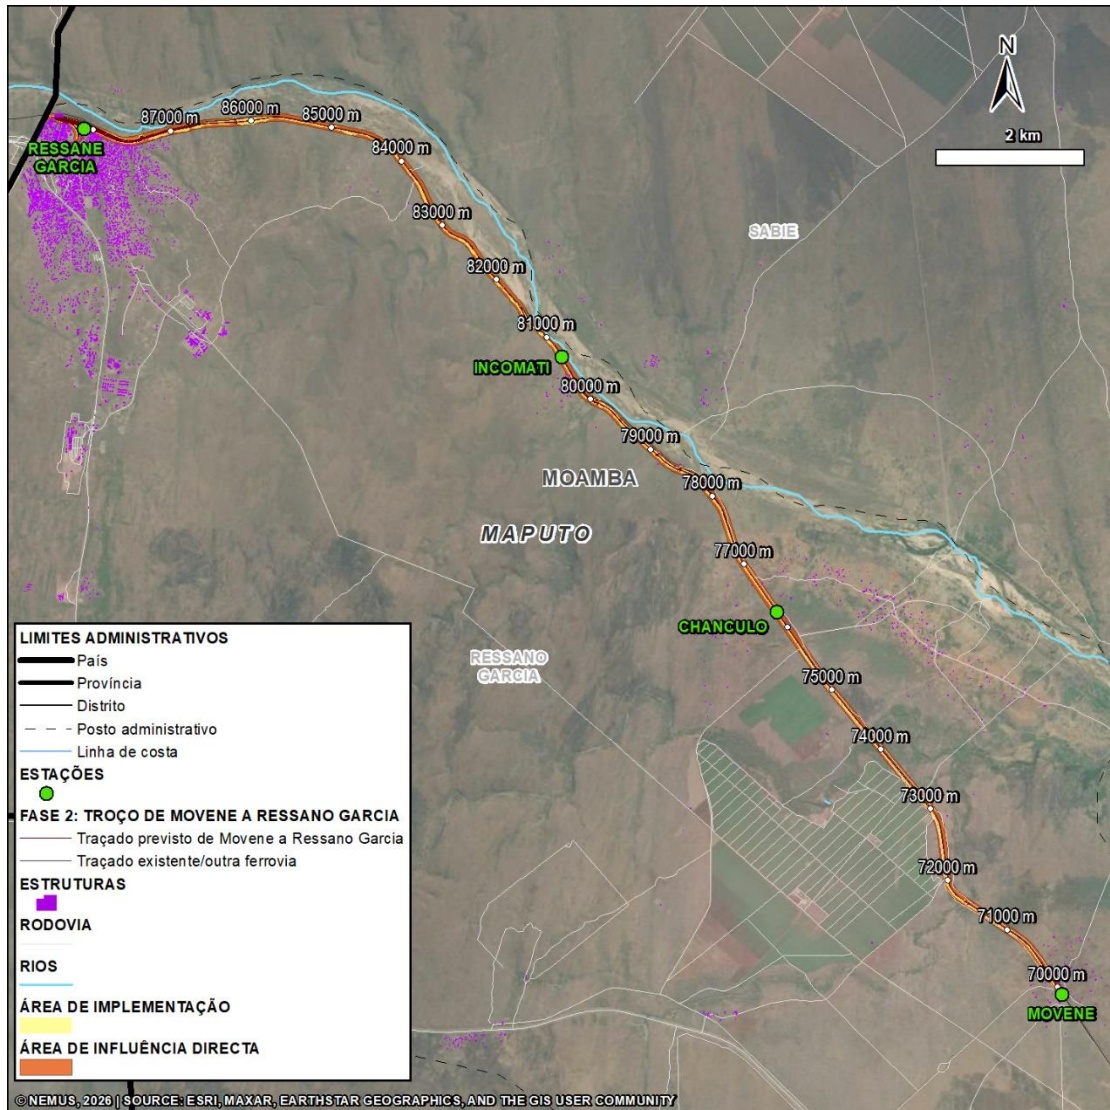 N
2 km
87000 m
86000 m
85000 m
RESSANE
GARCIA
84000 m
83000 m
SABIE
82000 m
81000 m
INCOMATI
80000 m
79000 m
MOAMBA
78000 m
MAPUTO
77000 m
CHANCULO
RESSANO
GARCIA
75000 m
74000 m
73000 m
72000 m
71000 m
70000 m
MOVENE
LIMITES ADMINISTRATIVOS
País
Província
Distrito
Posto administrativo
Linha de costa
ESTAÇÕES
FASE 2: TROÇO DE MOVENE A RESSANO GARCIA
Traçado previsto de Movene a Ressano Garcia
Traçado existente/outra ferrovia
ESTRUTURAS
RODOVIA
RIOS
ÁREA DE IMPLEMENTAÇÃO
ÁREA DE INFLUÊNCIA DIRECTA
© NEMUS, 2026 | SOURCE: ESRI, MAXAR, EARTHSTAR GEOGRAPHICS, AND THE GIS USER COMMUNITY